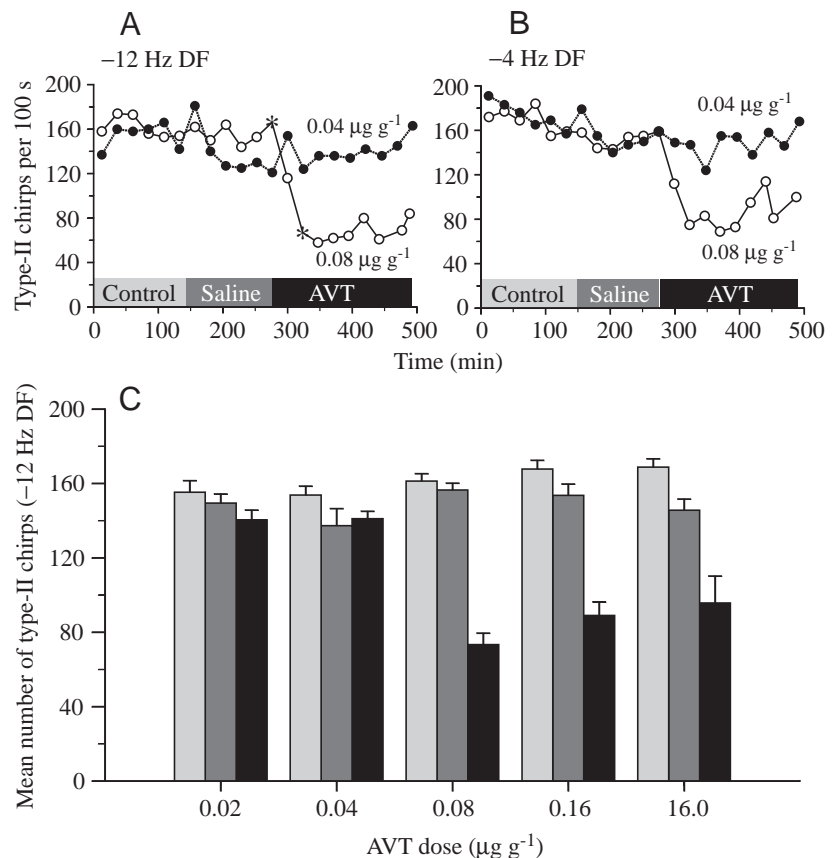 A
−12 Hz DF
Type-II chirps per 100 s
200
160
120
80
40
0
0.04 μg g⁻¹
*
*
0.08 μg g⁻¹
Control Saline AVT
0 100 200 300 400 500
B
−4 Hz DF
200
160
120
80
40
0
0.04 μg g⁻¹
0.08 μg g⁻¹
Control Saline AVT
0 100 200 300 400 500
Time (min)
C
Mean number of type-II chirps (−12 Hz DF)
200
160
120
80
40
0
0.02 0.04 0.08 0.16 16.0
AVT dose (μg g⁻¹)